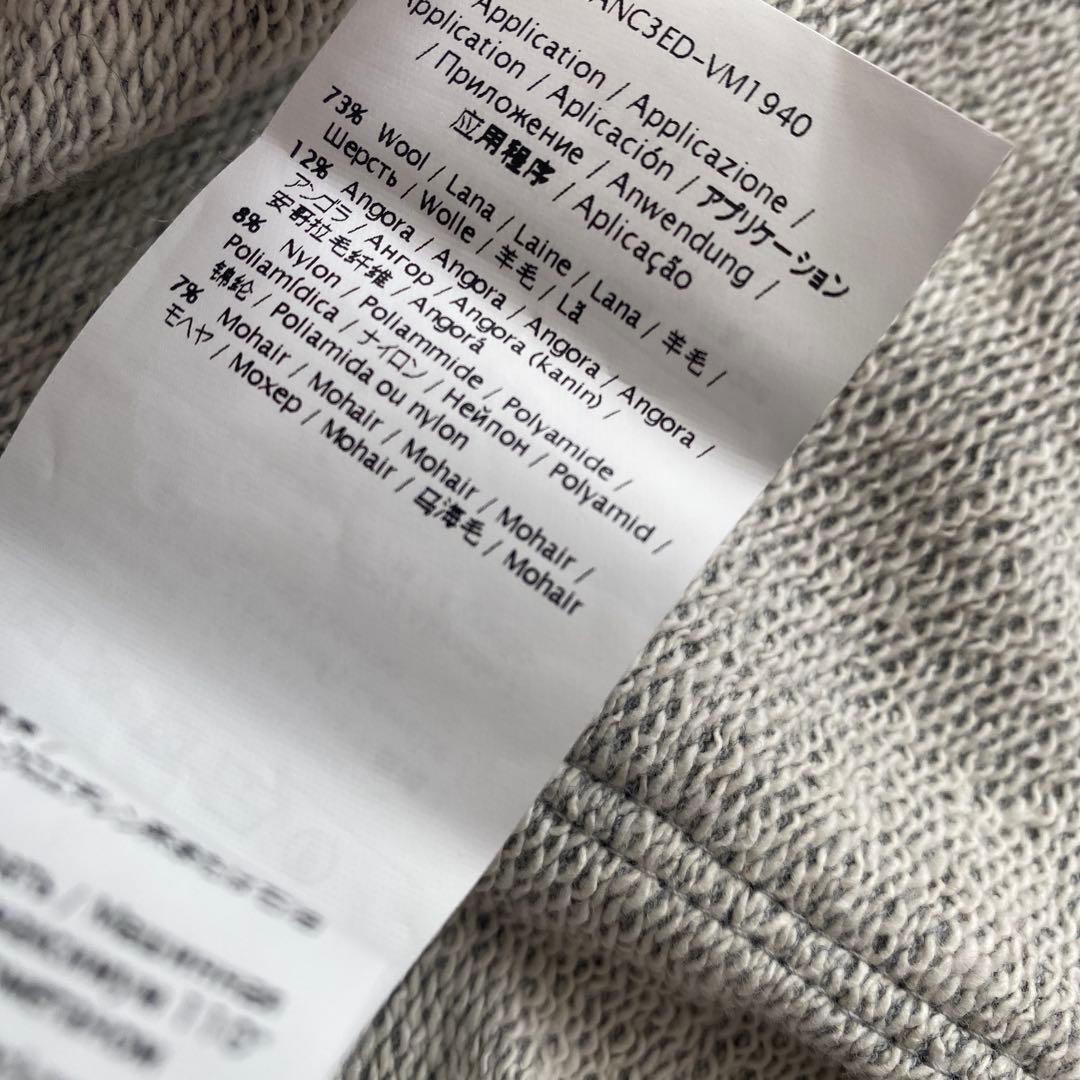 ANC3ED-VM1940
Application / Applicazione /
Application / Aplicación / アプリケーション
/ Приложение / Anwendung /
应用程序 / Aplicação
73% Wool / Lana / Laine / Lana / 羊毛 /
Шерсть / Wolle / 羊毛 / Lã
12% Angora / Angora / Angora / Angora /
アンゴラ / Ангор / Angora (kanin) /
安哥拉毛纤维 / Angorá
8% Nylon / Poliammide / Polyamide /
Poliamídica / ナイロン / Нейлон / Polyamid /
锦纶 / Poliamida ou nylon
7% Mohair / Mohair / Mohair / Mohair /
モヘヤ / Мохер / Mohair / 马海毛 / Mohair